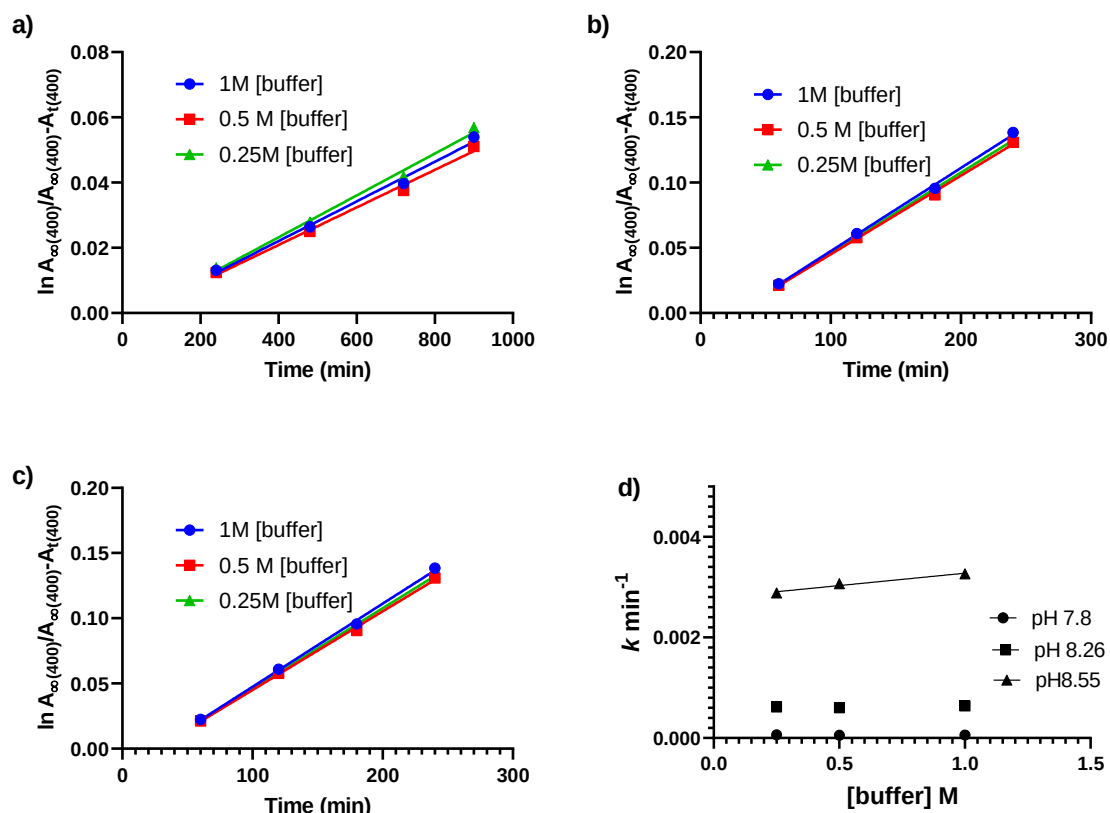 a)
ln A∞(400)/A∞(400)-At(400)
0.08
0.06
0.04
0.02
0.00
1M [buffer]
0.5 M [buffer]
0.25M [buffer]
0 200 400 600 800 1000
Time (min)
b)
ln A∞(400)/A∞(400)-At(400)
0.20
0.15
0.10
0.05
0.00
1M [buffer]
0.5 M [buffer]
0.25M [buffer]
0 100 200 300
Time (min)
c)
ln A∞(400)/A∞(400)-At(400)
0.20
0.15
0.10
0.05
0.00
1M [buffer]
0.5 M [buffer]
0.25M [buffer]
0 100 200 300
Time (min)
d)
k min-1
0.004
0.002
0.000
pH 7.8
pH 8.26
pH8.55
0.0 0.5 1.0 1.5
[buffer] M